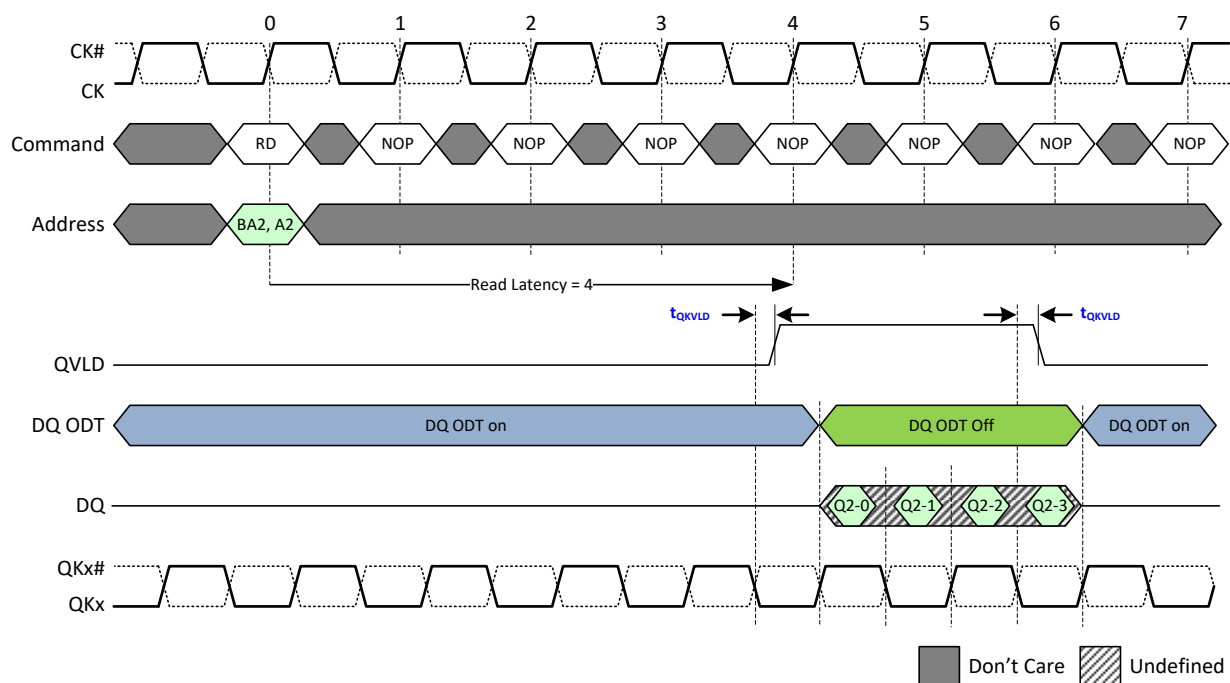 0 1 2 3 4 5 6 7
CK#
CK
Command RD NOP NOP NOP NOP NOP NOP NOP
Address BA2, A2
Read Latency = 4
tQKVLD tQKVLD
QVLD
DQ ODT DQ ODT on DQ ODT Off DQ ODT on
DQ Q2-0 Q2-1 Q2-2 Q2-3
QKx#
QKx
Don't Care Undefined